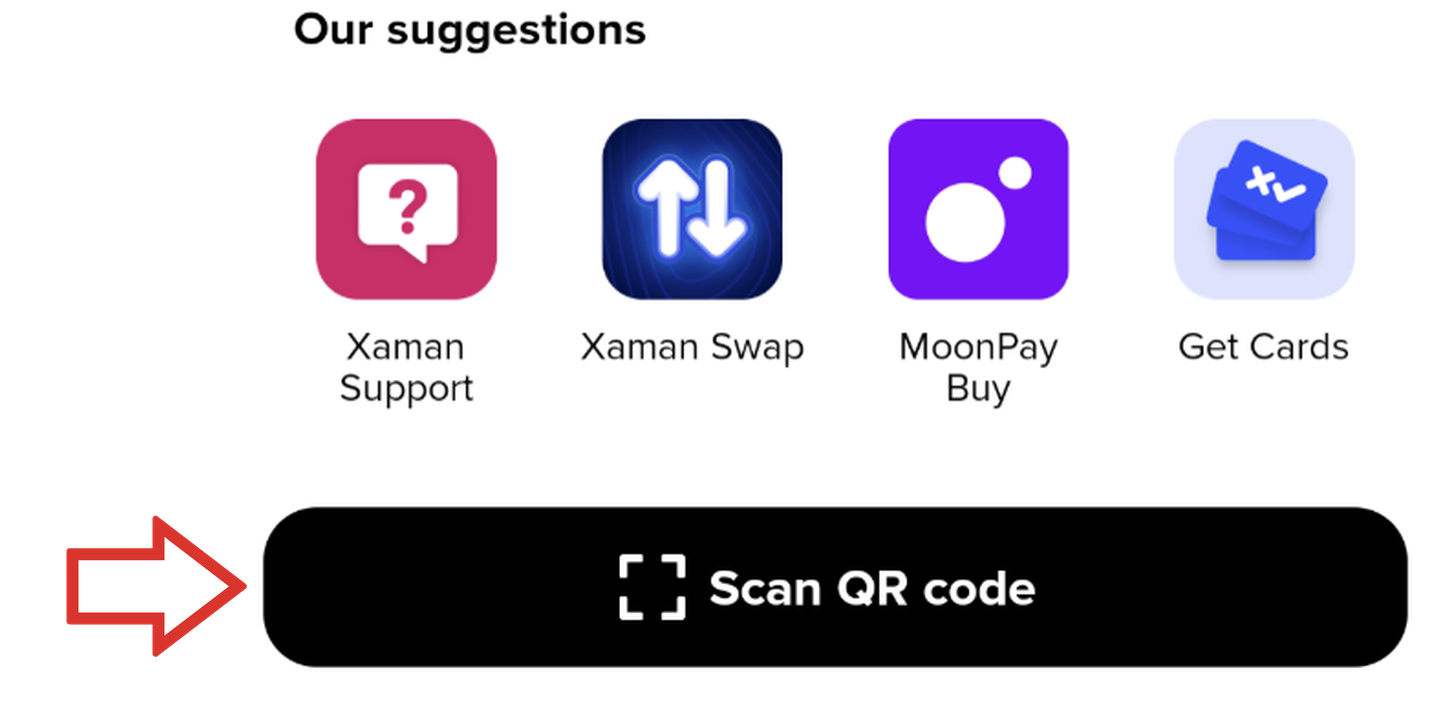 Our suggestions
?
Xaman
Support
Xaman Swap
MoonPay
Buy
Get Cards
Scan QR code